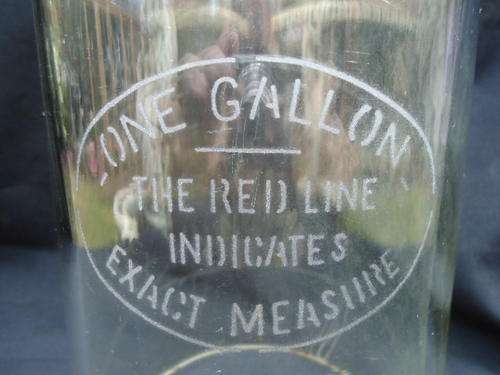 ONE GALLON
THE RED LINE
INDICATES
EXACT MEASURE